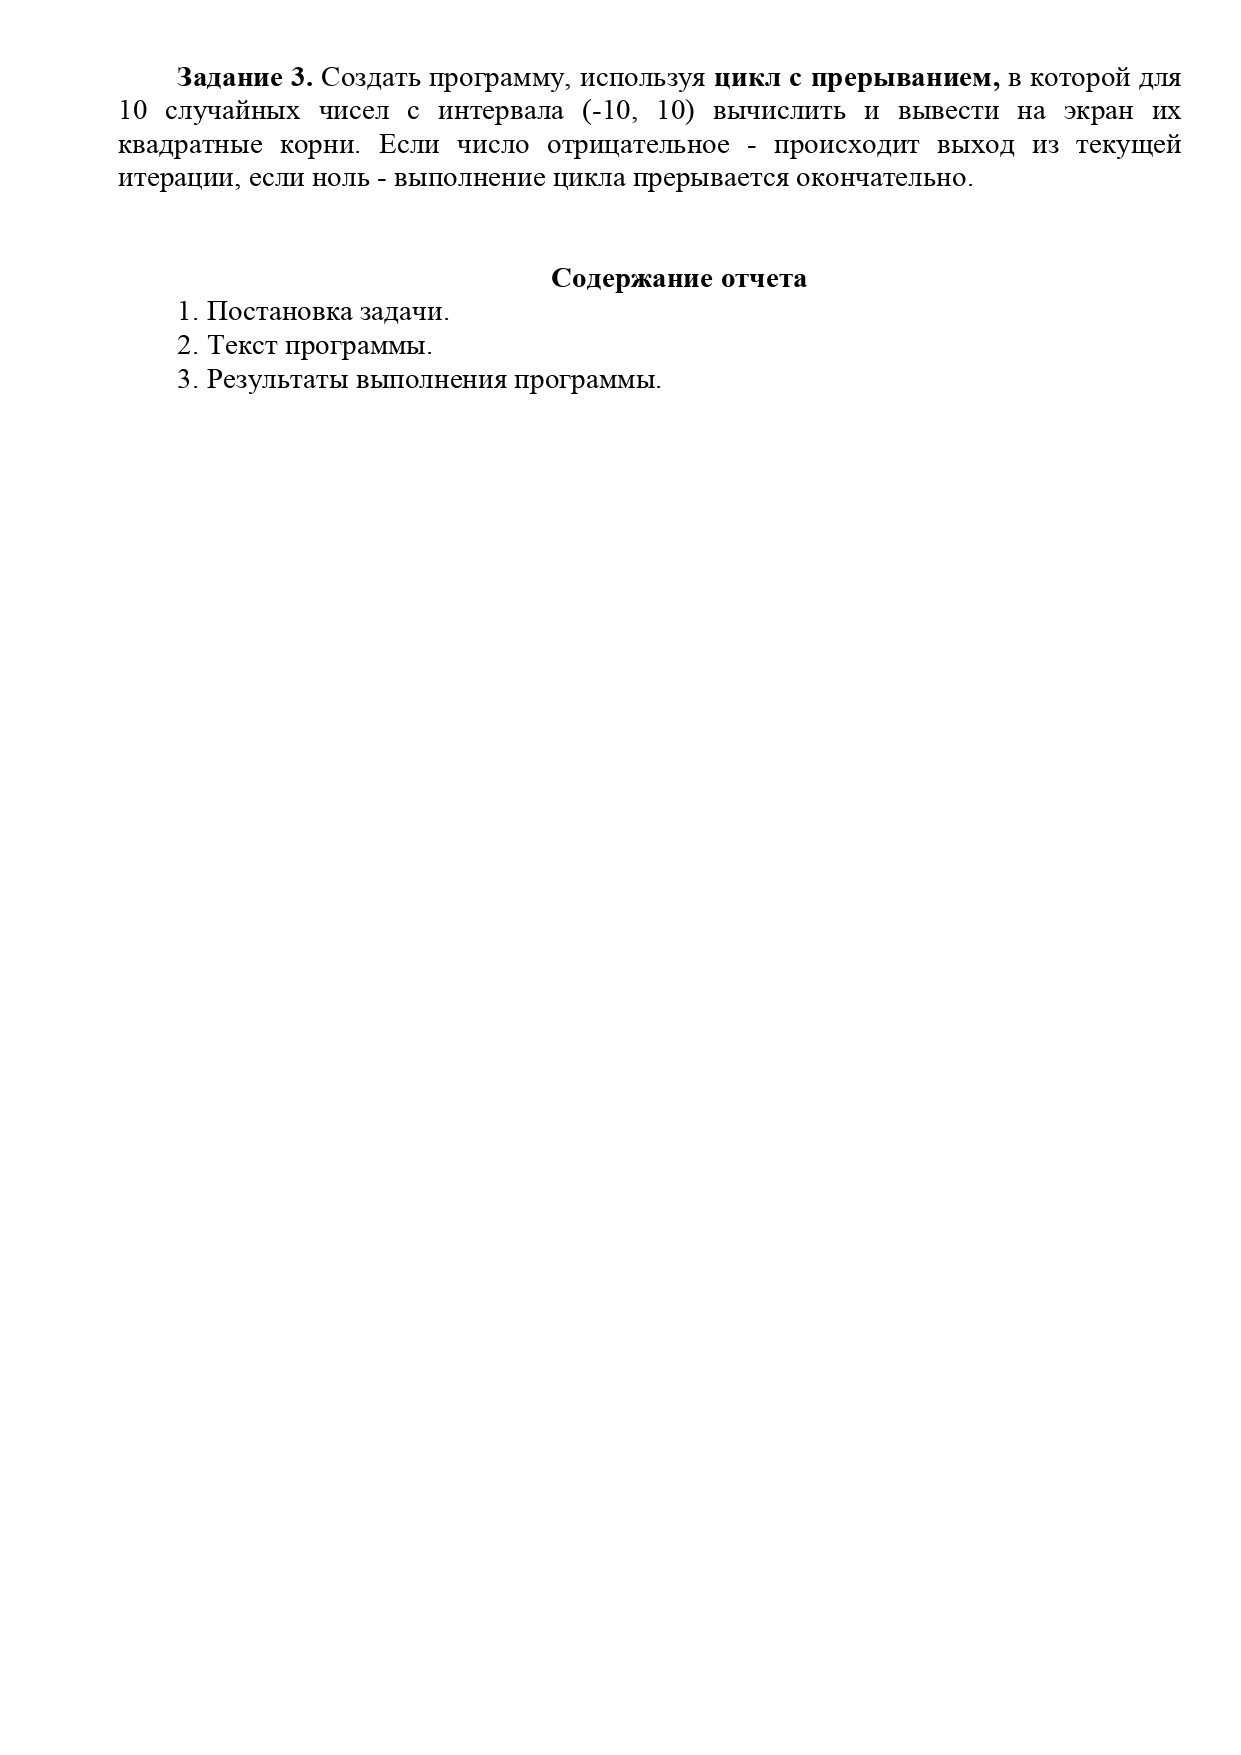 Задание 3. Создать программу, используя цикл с прерыванием, в которой для
10 случайных чисел с интервала (-10, 10) вычислить и вывести на экран их
квадратные корни. Если число отрицательное - происходит выход из текущей
итерации, если ноль - выполнение цикла прерывается окончательно.
Содержание отчета
1. Постановка задачи.
2. Текст программы.
3. Результаты выполнения программы.